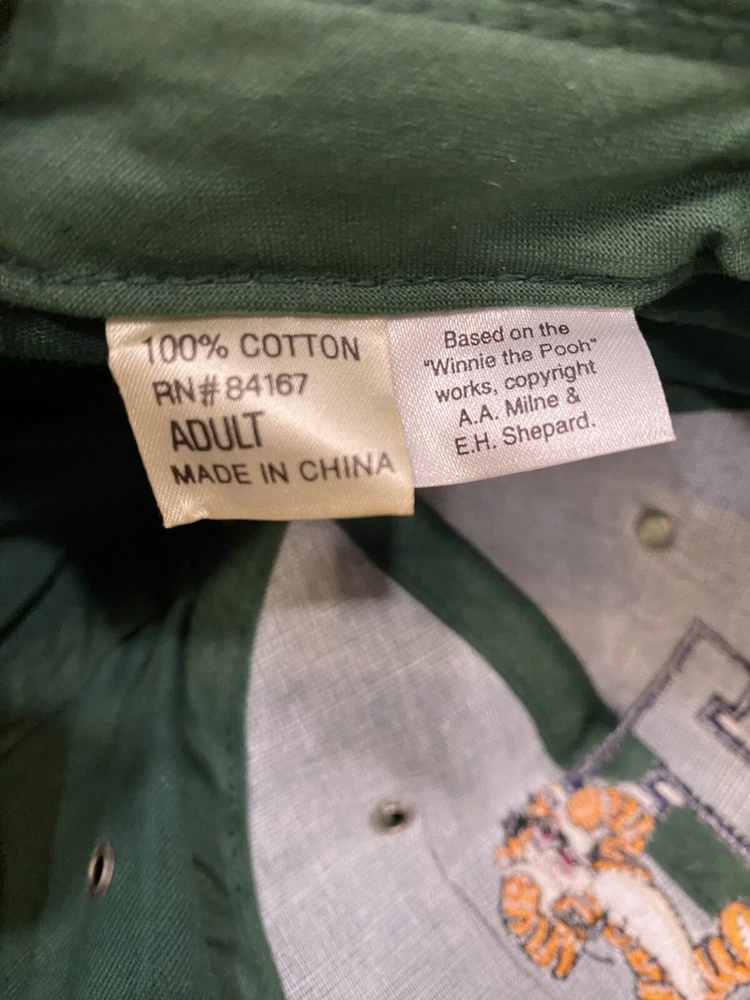 100% COTTON
RN#84167
ADULT
MADE IN CHINA
Based on the
"Winnie the Pooh"
works, copyright
A.A. Milne &
E.H. Shepard.